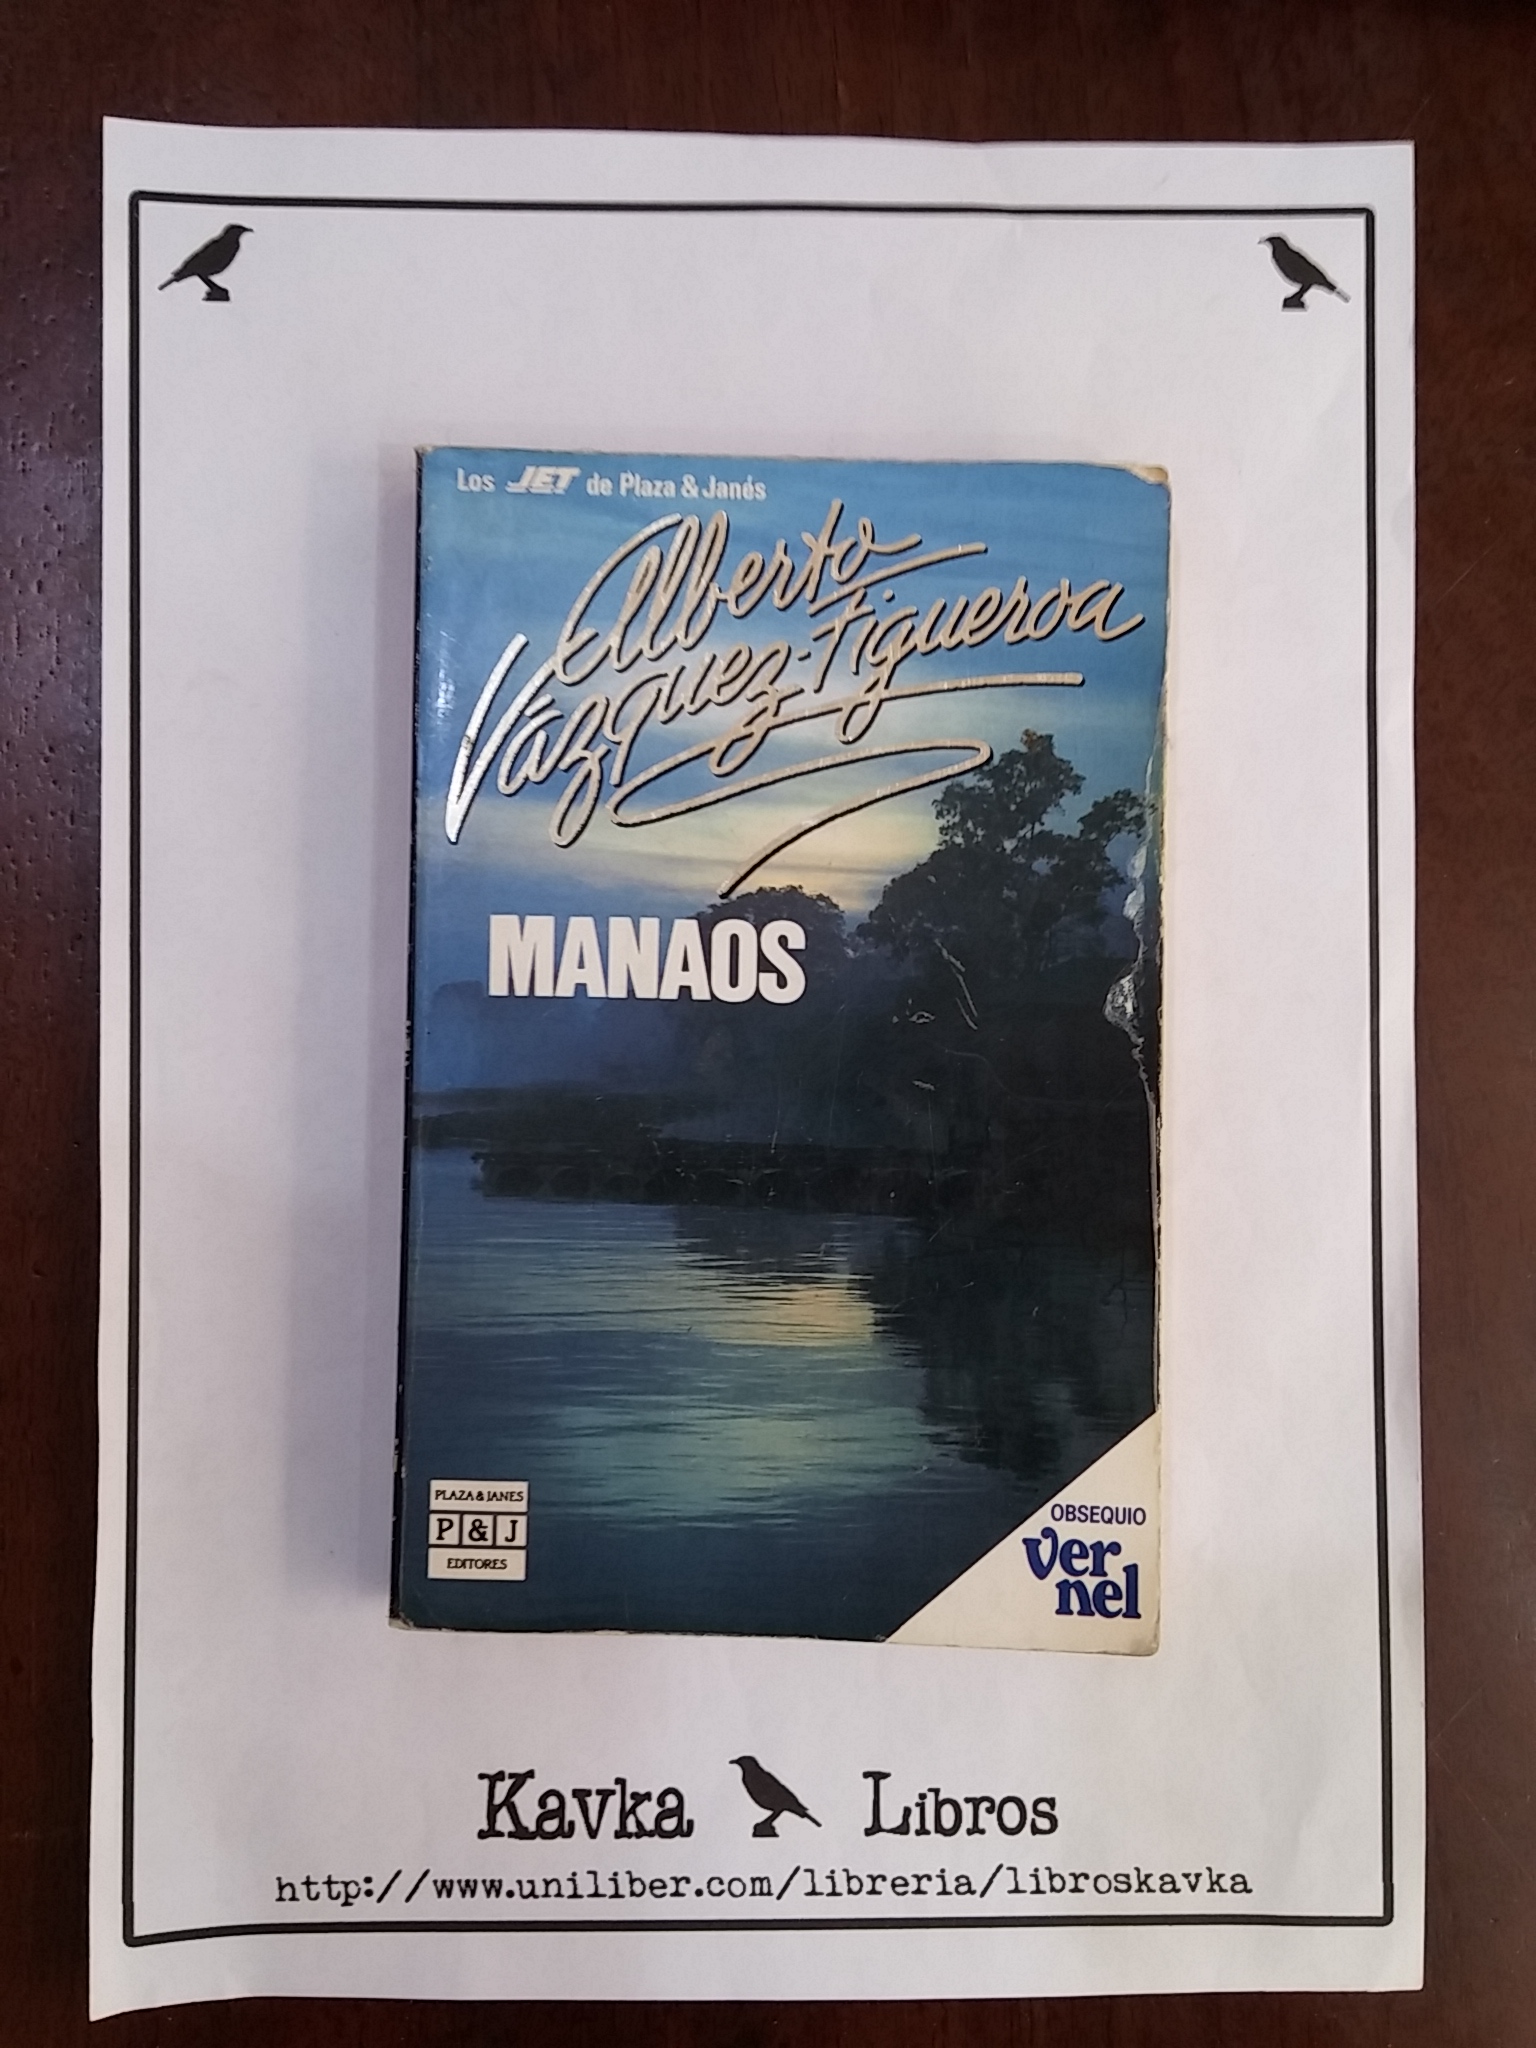 Los JET de Plaza & Janés
Alberto
Vázquez-Figueroa
MANAOS
PLAZA & JANES
P & J
EDITORES
OBSEQUIO
ver
nel
Kavka Libros
http://www.uniliber.com/libreria/libroskavka